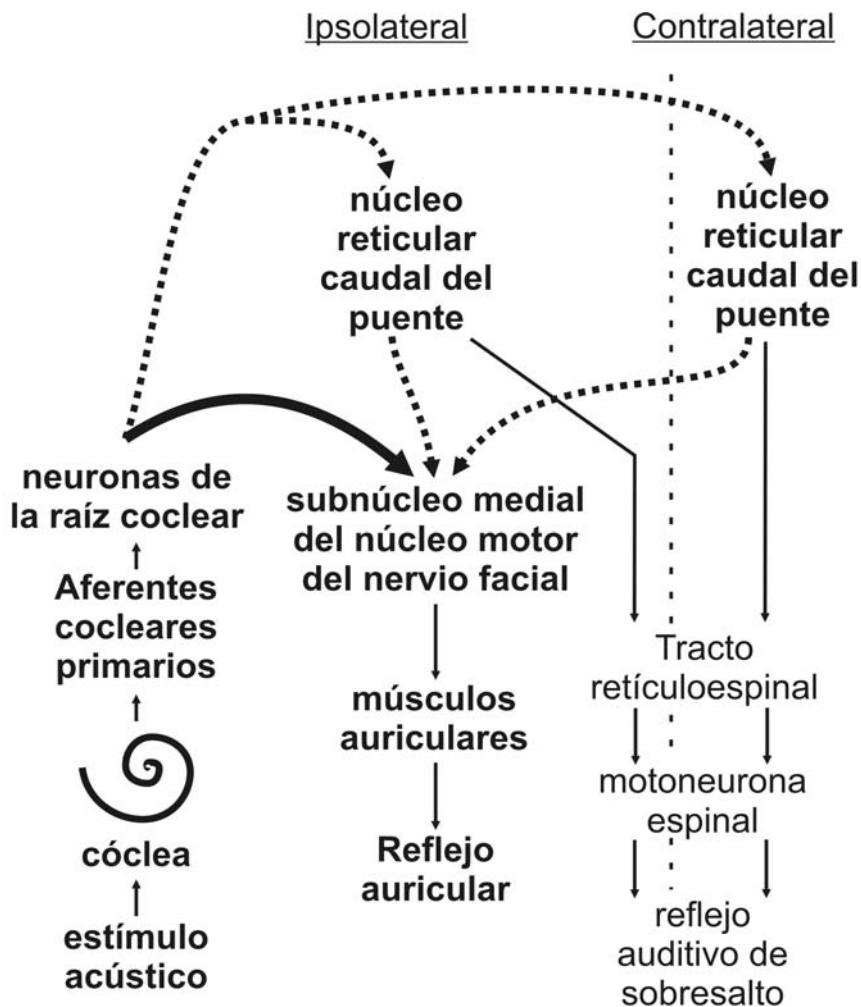 Ipsolateral
Contralateral
núcleo
reticular
caudal del
puente
núcleo
reticular
caudal del
puente
neuronas de
la raíz coclear
subnúcleo medial
del núcleo motor
del nervio facial
Aferentes
cocleares
primarios
Tracto
retículoespinal
músculos
auriculares
motoneurona
espinal
cóclea
Reflejo
auricular
estímulo
acústico
reflejo
auditivo de
sobresalto